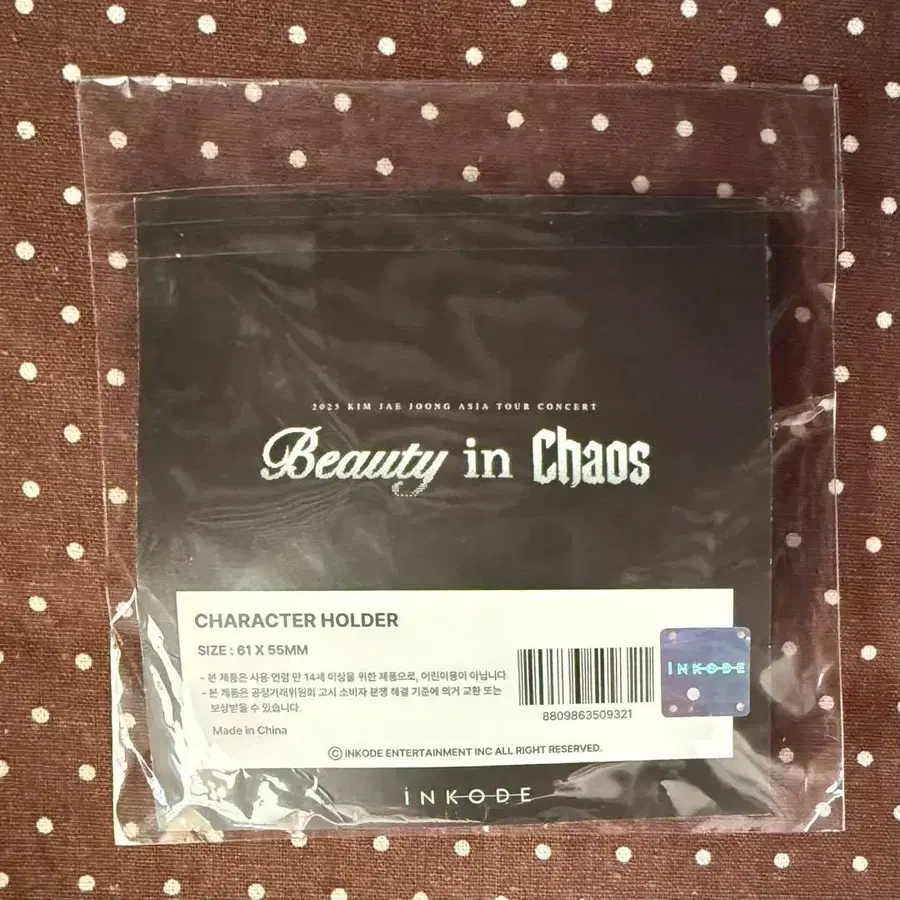 2025 KIM JAE JOONG ASIA TOUR CONCERT
Beauty in Chaos
CHARACTER HOLDER
SIZE : 61 X 55MM
- 본 제품은 사용 연령 만 14세 이상을 위한 제품으로, 어린이용이 아닙니다.
- 본 제품은 공정거래위원회 고시 소비자 분쟁 해결 기준에 의거 교환 또는
보상받을 수 있습니다.
Made in China
8809863509321
iNKODE
Ⓒ iNKODE ENTERTAINMENT INC ALL RIGHT RESERVED.
iNKODE